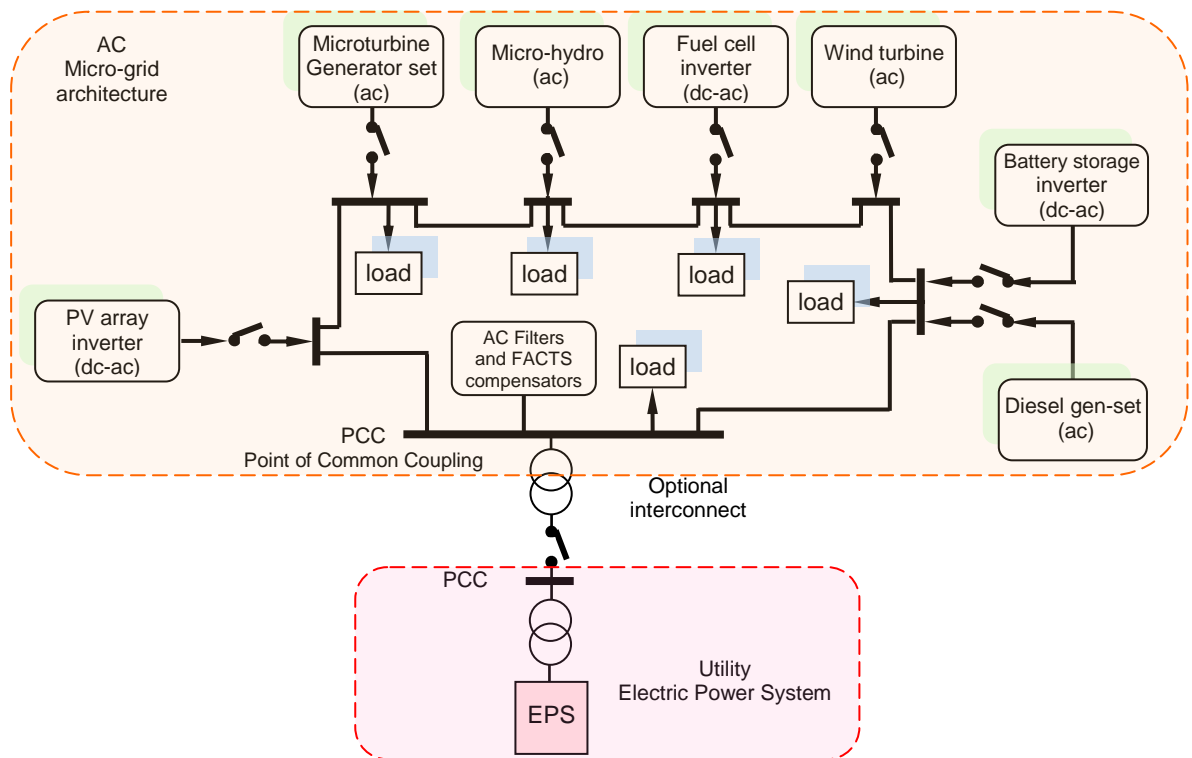 AC
Micro-grid
architecture
Microturbine
Generator set
(ac)
Micro-hydro
(ac)
Fuel cell
inverter
(dc-ac)
Wind turbine
(ac)
Battery storage
inverter
(dc-ac)
load
load
load
load
PV array
inverter
(dc-ac)
AC Filters
and FACTS
compensators
load
Diesel gen-set
(ac)
PCC
Point of Common Coupling
Optional
interconnect
PCC
Utility
Electric Power System
EPS